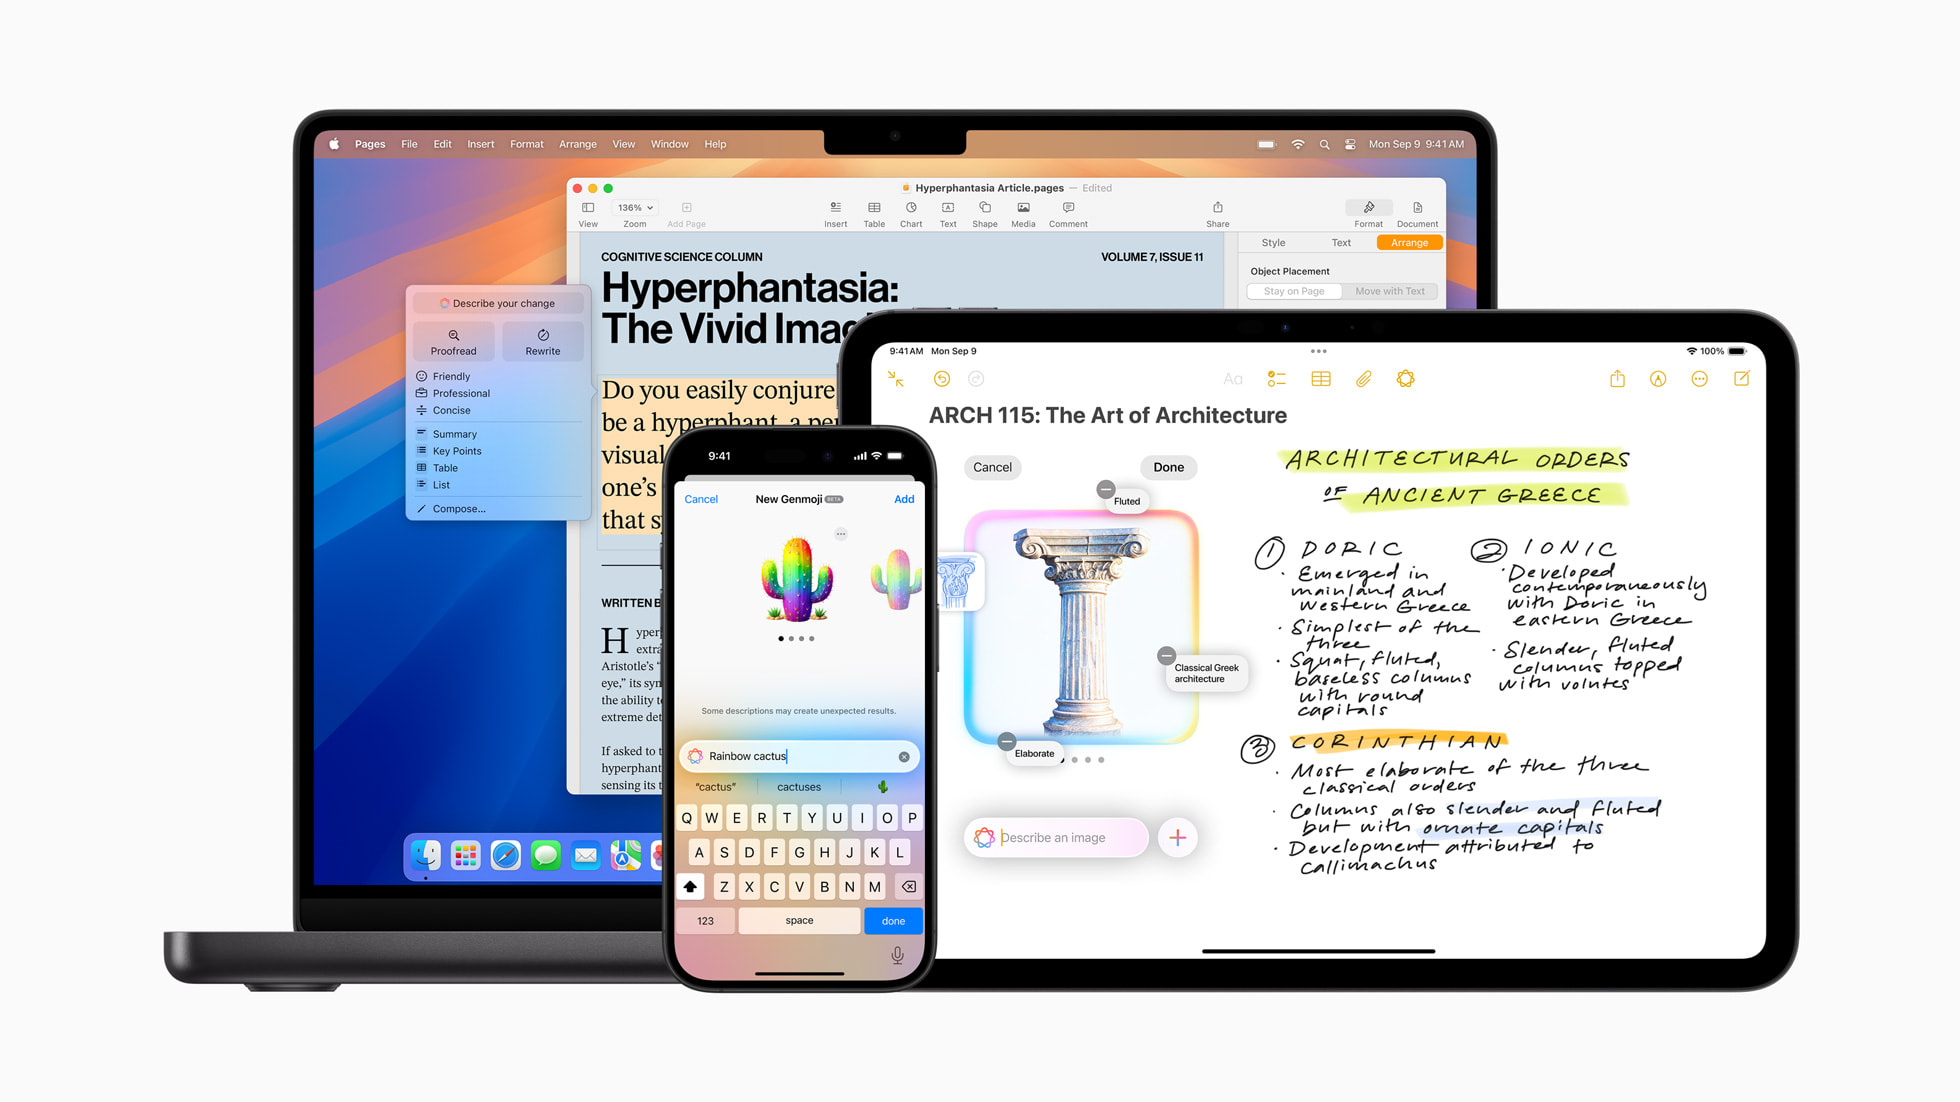 Pages File Edit Insert Format Arrange View Window Help
Mon Sep 9 9:41 AM
Hyperphantasia Article.pages — Edited
136%
View Zoom Add Page Insert Table Chart Text Shape Media Comment Share Format Document
Style Text Arrange
Object Placement
Stay on Page Move with Text
COGNITIVE SCIENCE COLUMN
VOLUME 7, ISSUE 11
Hyperphantasia:
The Vivid
Do you easily conjure
be a hyperphant, a
visual
one's
that
WRITTEN
Aristotle's
eye," its
the ability
extreme
If asked to
sensing its
Describe your change
Proofread Rewrite
Friendly
Professional
Concise
Summary
Key Points
Table
List
Compose...
9:41
Cancel New Genmoji BETA Add
Some descriptions may create unexpected results.
Rainbow cactus
"cactus" cactuses
Q W E R T Y U I O P
A S D F G H J K L
Z X C V B N M
123 space done
9:41 AM Mon Sep 9
100%
Aa
ARCH 115: The Art of Architecture
Cancel Done
Fluted
Classical Greek
architecture
Elaborate
Describe an image
ARCHITECTURAL ORDERS
OF ANCIENT GREECE
1 DORIC
· Emerged in
mainland and
Western Greece
· Simplest of the
three
· Squat, fluted,
baseless columns
with round
capitals
2 IONIC
· Developed
contemporaneously
with Doric in
eastern Greece
· Slender, fluted
columns topped
with volutes
3 CORINTHIAN
· Most elaborate of the three
classical orders
· Columns also slender and fluted
but with ornate capitals
· Development attributed to
Callimachus